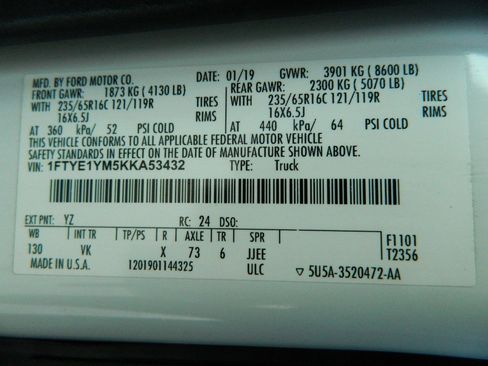 MFD. BY FORD MOTOR CO. DATE: 01/19 GVWR: 3901 KG ( 8600 LB)
FRONT GAWR: 1873 KG ( 4130 LB) REAR GAWR: 2300 KG ( 5070 LB)
WITH 235/65R16C 121/119R TIRES WITH 235/65R16C 121/119R TIRES
16X6.5J RIMS 16X6.5J RIMS
AT 360 kPa/ 52 PSI COLD AT 440 kPa/ 64 PSI COLD
THIS VEHICLE CONFORMS TO ALL APPLICABLE FEDERAL MOTOR VEHICLE
SAFETY STANDARD IN EFFECT ON THE DATE OF MANUFACTURE SHOWN ABOVE.
VIN: 1FTYE1YM5KKA53432 TYPE: Truck
EXT PNT: YZ RC: 24 DSO:
WB INT TR TP/PS R AXLE TR SPR F1101
130 VK X 73 6 JJEE T2356
MADE IN U.S.A. 1201901144325 ULC ▽ 5U5A-3520472-AA